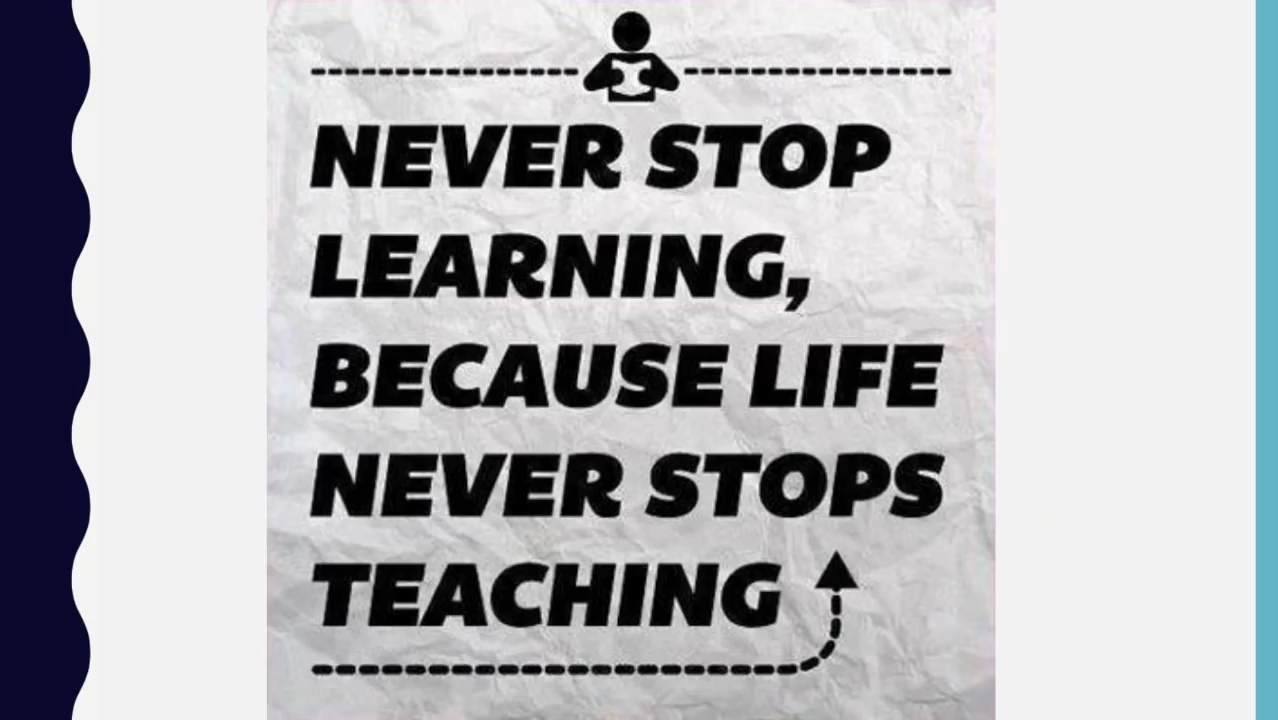 NEVER STOP
LEARNING,
BECAUSE LIFE
NEVER STOPS
TEACHING